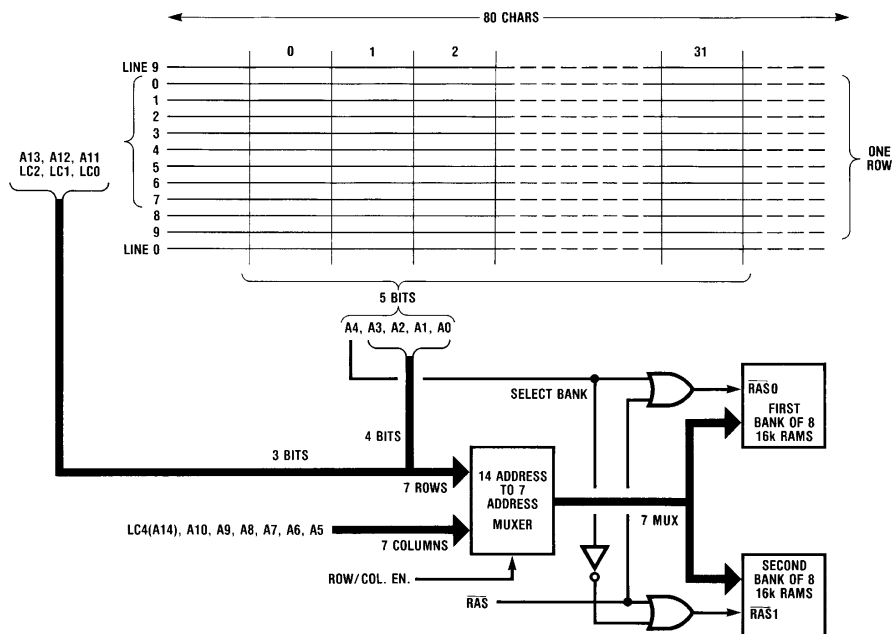 80 CHARS
0 1 2 31
LINE 9
0
1
2
3
4
5
6
7
8
9
LINE 0
A13, A12, A11
LC2, LC1, LC0
ONE
ROW
5 BITS
A4, A3, A2, A1, A0
SELECT BANK
RAS0
FIRST
BANK OF 8
16k RAMS
4 BITS
3 BITS
7 ROWS
14 ADDRESS
TO 7
ADDRESS
MUXER
7 MUX
LC4(A14), A10, A9, A8, A7, A6, A5
7 COLUMNS
ROW/COL. EN.
RAS
SECOND
BANK OF 8
16k RAMS
RAS1